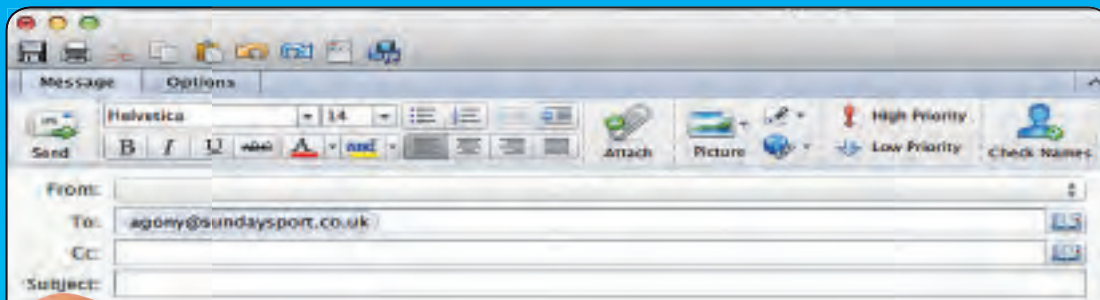 Message Options
Helvetica 14
Send B I U ABC A Attach Picture High Priority Low Priority Check Names
From:
To: agony@sundaysport.co.uk
Cc:
Subject: